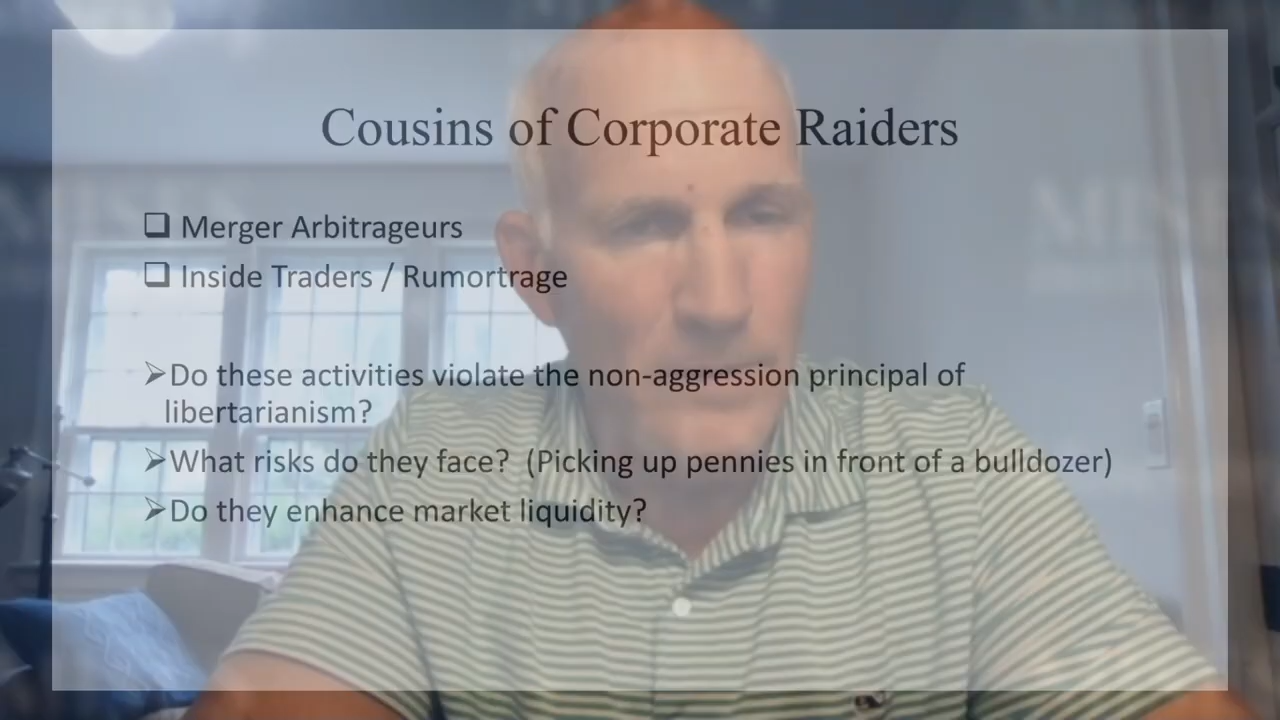 Cousins of Corporate Raiders
❑ Merger Arbitrageurs
❑ Inside Traders / Rumortrage
➢Do these activities violate the non-aggression principal of
libertarianism?
➢What risks do they face? (Picking up pennies in front of a bulldozer)
➢Do they enhance market liquidity?